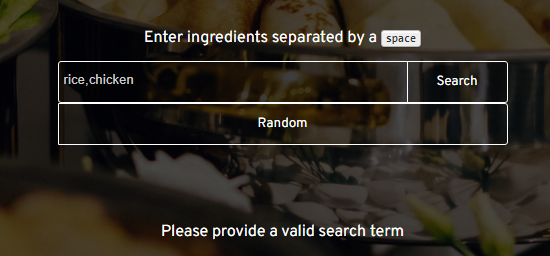 Enter ingredients separated by a space
rice,chicken
Search
Random
Please provide a valid search term